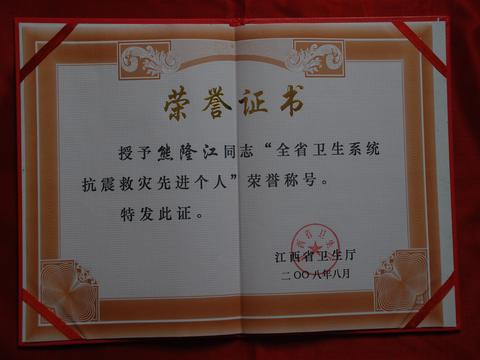 荣誉证书
授予熊隆江同志“全省卫生系统
抗震救灾先进个人”荣誉称号。
特发此证。
江西省卫生厅
二〇〇八年八月